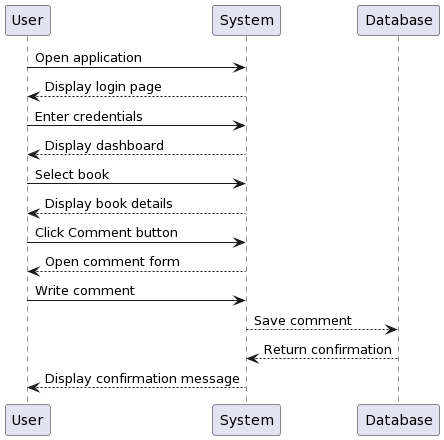 User System Database
Open application
Display login page
Enter credentials
Display dashboard
Select book
Display book details
Click Comment button
Open comment form
Write comment
Save comment
Return confirmation
Display confirmation message
User System Database